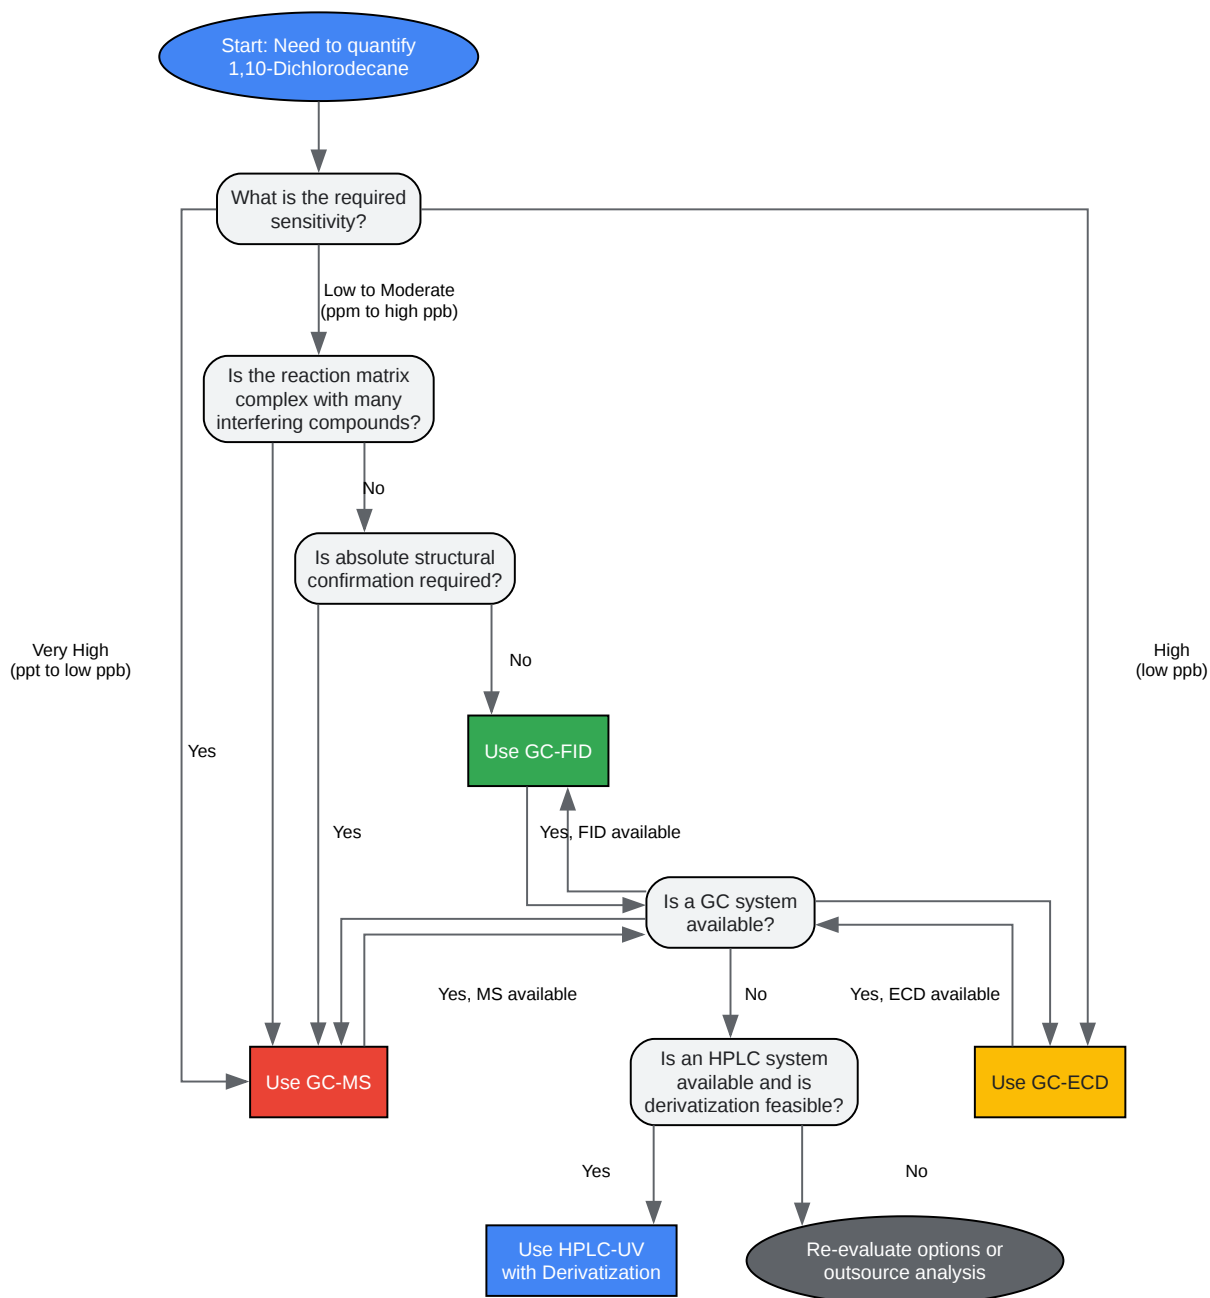 Start: Need to quantify
1,10-Dichlorodecane
What is the required
sensitivity?
Low to Moderate
(ppm to high ppb)
Is the reaction matrix
complex with many
interfering compounds?
No
Is absolute structural
confirmation required?
Very High
(ppt to low ppb)
No
High
(low ppb)
Yes
Use GC-FID
Yes
Yes, FID available
Is a GC system
available?
Yes, MS available
No
Yes, ECD available
Use GC-MS
Is an HPLC system
available and is
derivatization feasible?
Use GC-ECD
Yes
No
Use HPLC-UV
with Derivatization
Re-evaluate options or
outsource analysis